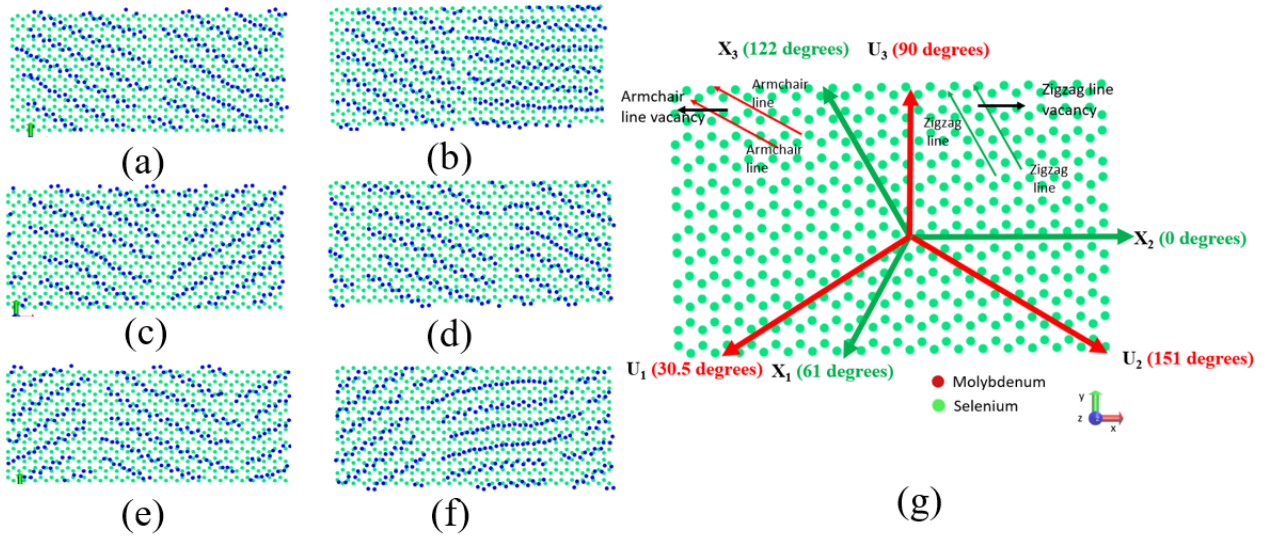 (a)
(b)
(c)
(d)
(e)
(f)
X3 (122 degrees)
U3 (90 degrees)
Armchair
line vacancy
Armchair
line
Armchair
line
Zigzag
line
Zigzag
line
Zigzag line
vacancy
X2 (0 degrees)
U1 (30.5 degrees)
X1 (61 degrees)
U2 (151 degrees)
Molybdenum
Selenium
y
z
x
(g)